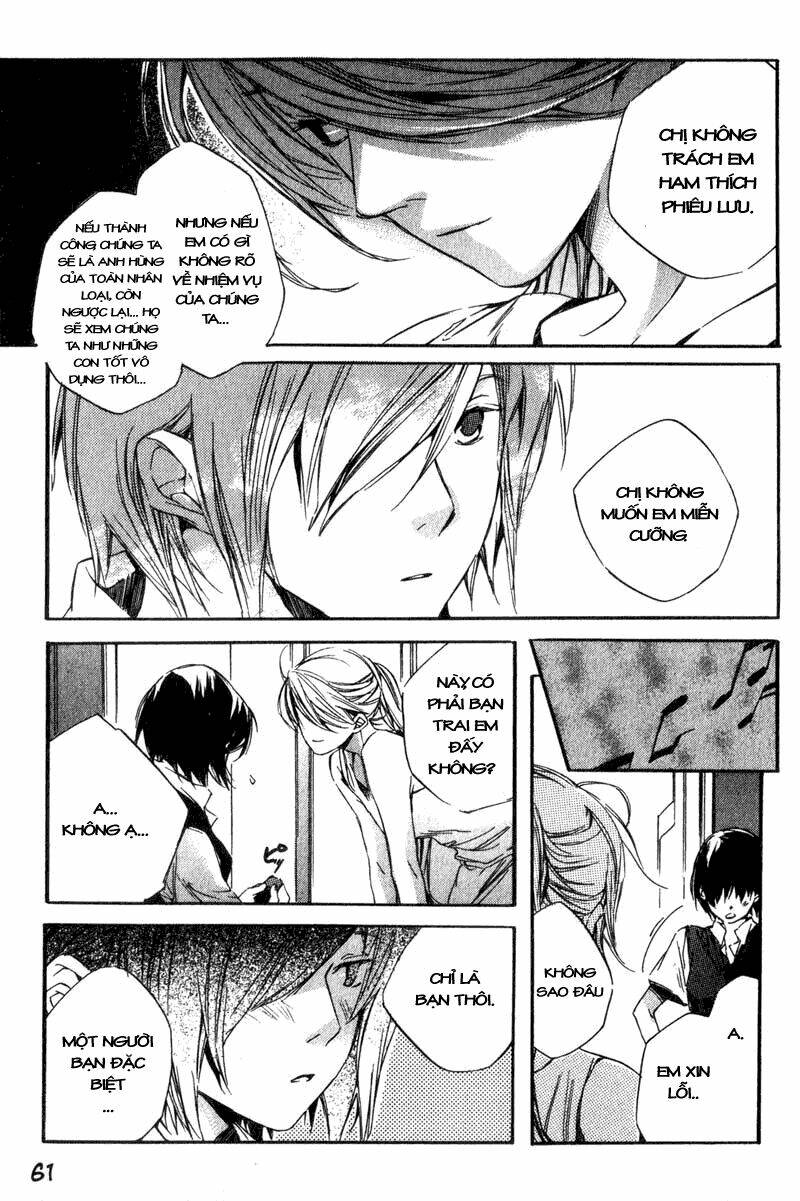 CHỊ KHÔNG
TRÁCH EM
HAM THÍCH
PHIÊU LƯU.
NHƯNG NẾU
EM CÓ GÌ
KHÔNG RÕ
VỀ NHIỆM VỤ
CỦA CHÚNG
TA...
NẾU THÀNH
CÔNG, CHÚNG TA
SẼ LÀ ANH HÙNG
CỦA TOÀN NHÂN
LOẠI, CÒN
NGƯỢC LẠI... HỌ
SẼ XEM CHÚNG
TA NHƯ NHỮNG
CON TỐT VÔ
DỤNG THÔI...
CHỊ KHÔNG
MUỐN EM MIỄN
CƯỠNG
A.
EM XIN
LỖI..
KHÔNG
SAO ĐÂU
NÀY, CÓ
PHẢI BẠN
TRAI EM
ĐẤY
KHÔNG?
A...
KHÔNG Ạ...
ピッ
CHỈ LÀ
BẠN THÔI.
MỘT NGƯỜI
BẠN ĐẶC
BIỆT
...
61